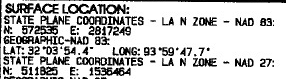 SURFACE LOCATION:
STATE PLANE COORDINATES - LA N ZONE - NAD 83:
N: 572535 E: 2817249
GEOGRAPHIC-NAD 83:
LAT: 32°03'54.4" LONG: 93°59'47.7"
STATE PLANE COORDINATES - LA N ZONE - NAD 27:
N: 511925 E: 1536464